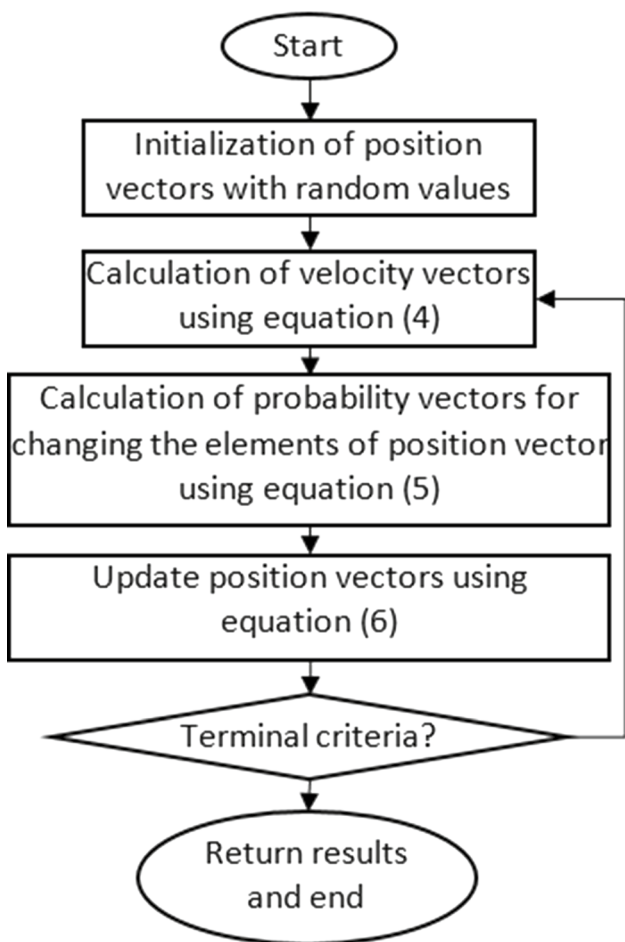 Start
Initialization of position
vectors with random values
Calculation of velocity vectors
using equation (4)
Calculation of probability vectors for
changing the elements of position vector
using equation (5)
Update position vectors using
equation (6)
Terminal criteria?
Return results
and end